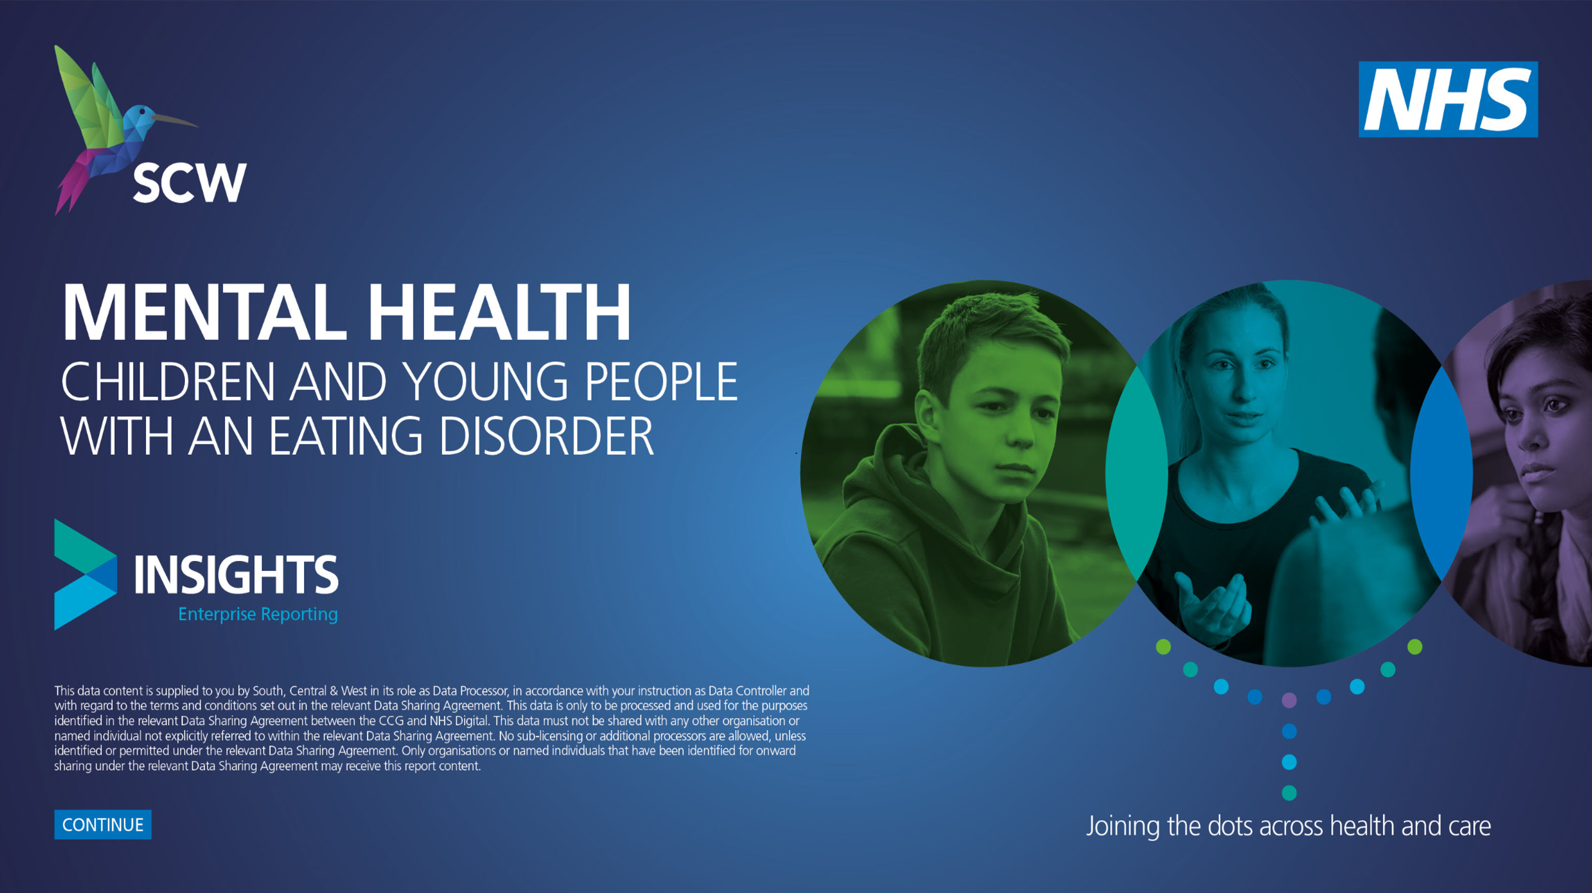 SCW
NHS
MENTAL HEALTH
CHILDREN AND YOUNG PEOPLE
WITH AN EATING DISORDER
INSIGHTS
Enterprise Reporting
This data content is supplied to you by South, Central & West in its role as Data Processor, in accordance with your instruction as Data Controller and
with regard to the terms and conditions set out in the relevant Data Sharing Agreement. This data is only to be processed and used for the purposes
identified in the relevant Data Sharing Agreement between the CCG and NHS Digital. This data must not be shared with any other organisation or
named individual not explicitly referred to within the relevant Data Sharing Agreement. No sub-licensing or additional processors are allowed, unless
identified or permitted under the relevant Data Sharing Agreement. Only organisations or named individuals that have been identified for onward
sharing under the relevant Data Sharing Agreement may receive this report content.
CONTINUE
Joining the dots across health and care